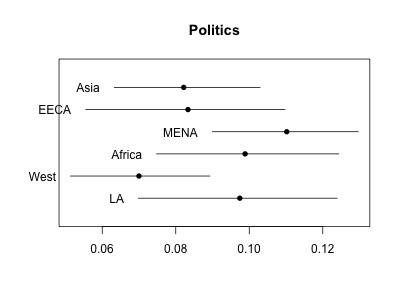 Politics
Asia
EECA
MENA
Africa
West
LA
0.06 0.08 0.10 0.12